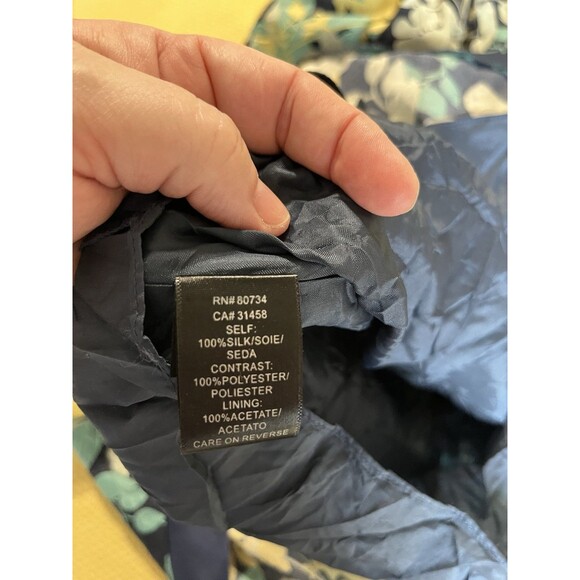 RN# 80734
CA# 31458
SELF:
100%SILK/SOIE/
SEDA
CONTRAST:
100%POLYESTER/
POLIESTER
LINING:
100%ACETATE/
ACETATO
CARE ON REVERSE